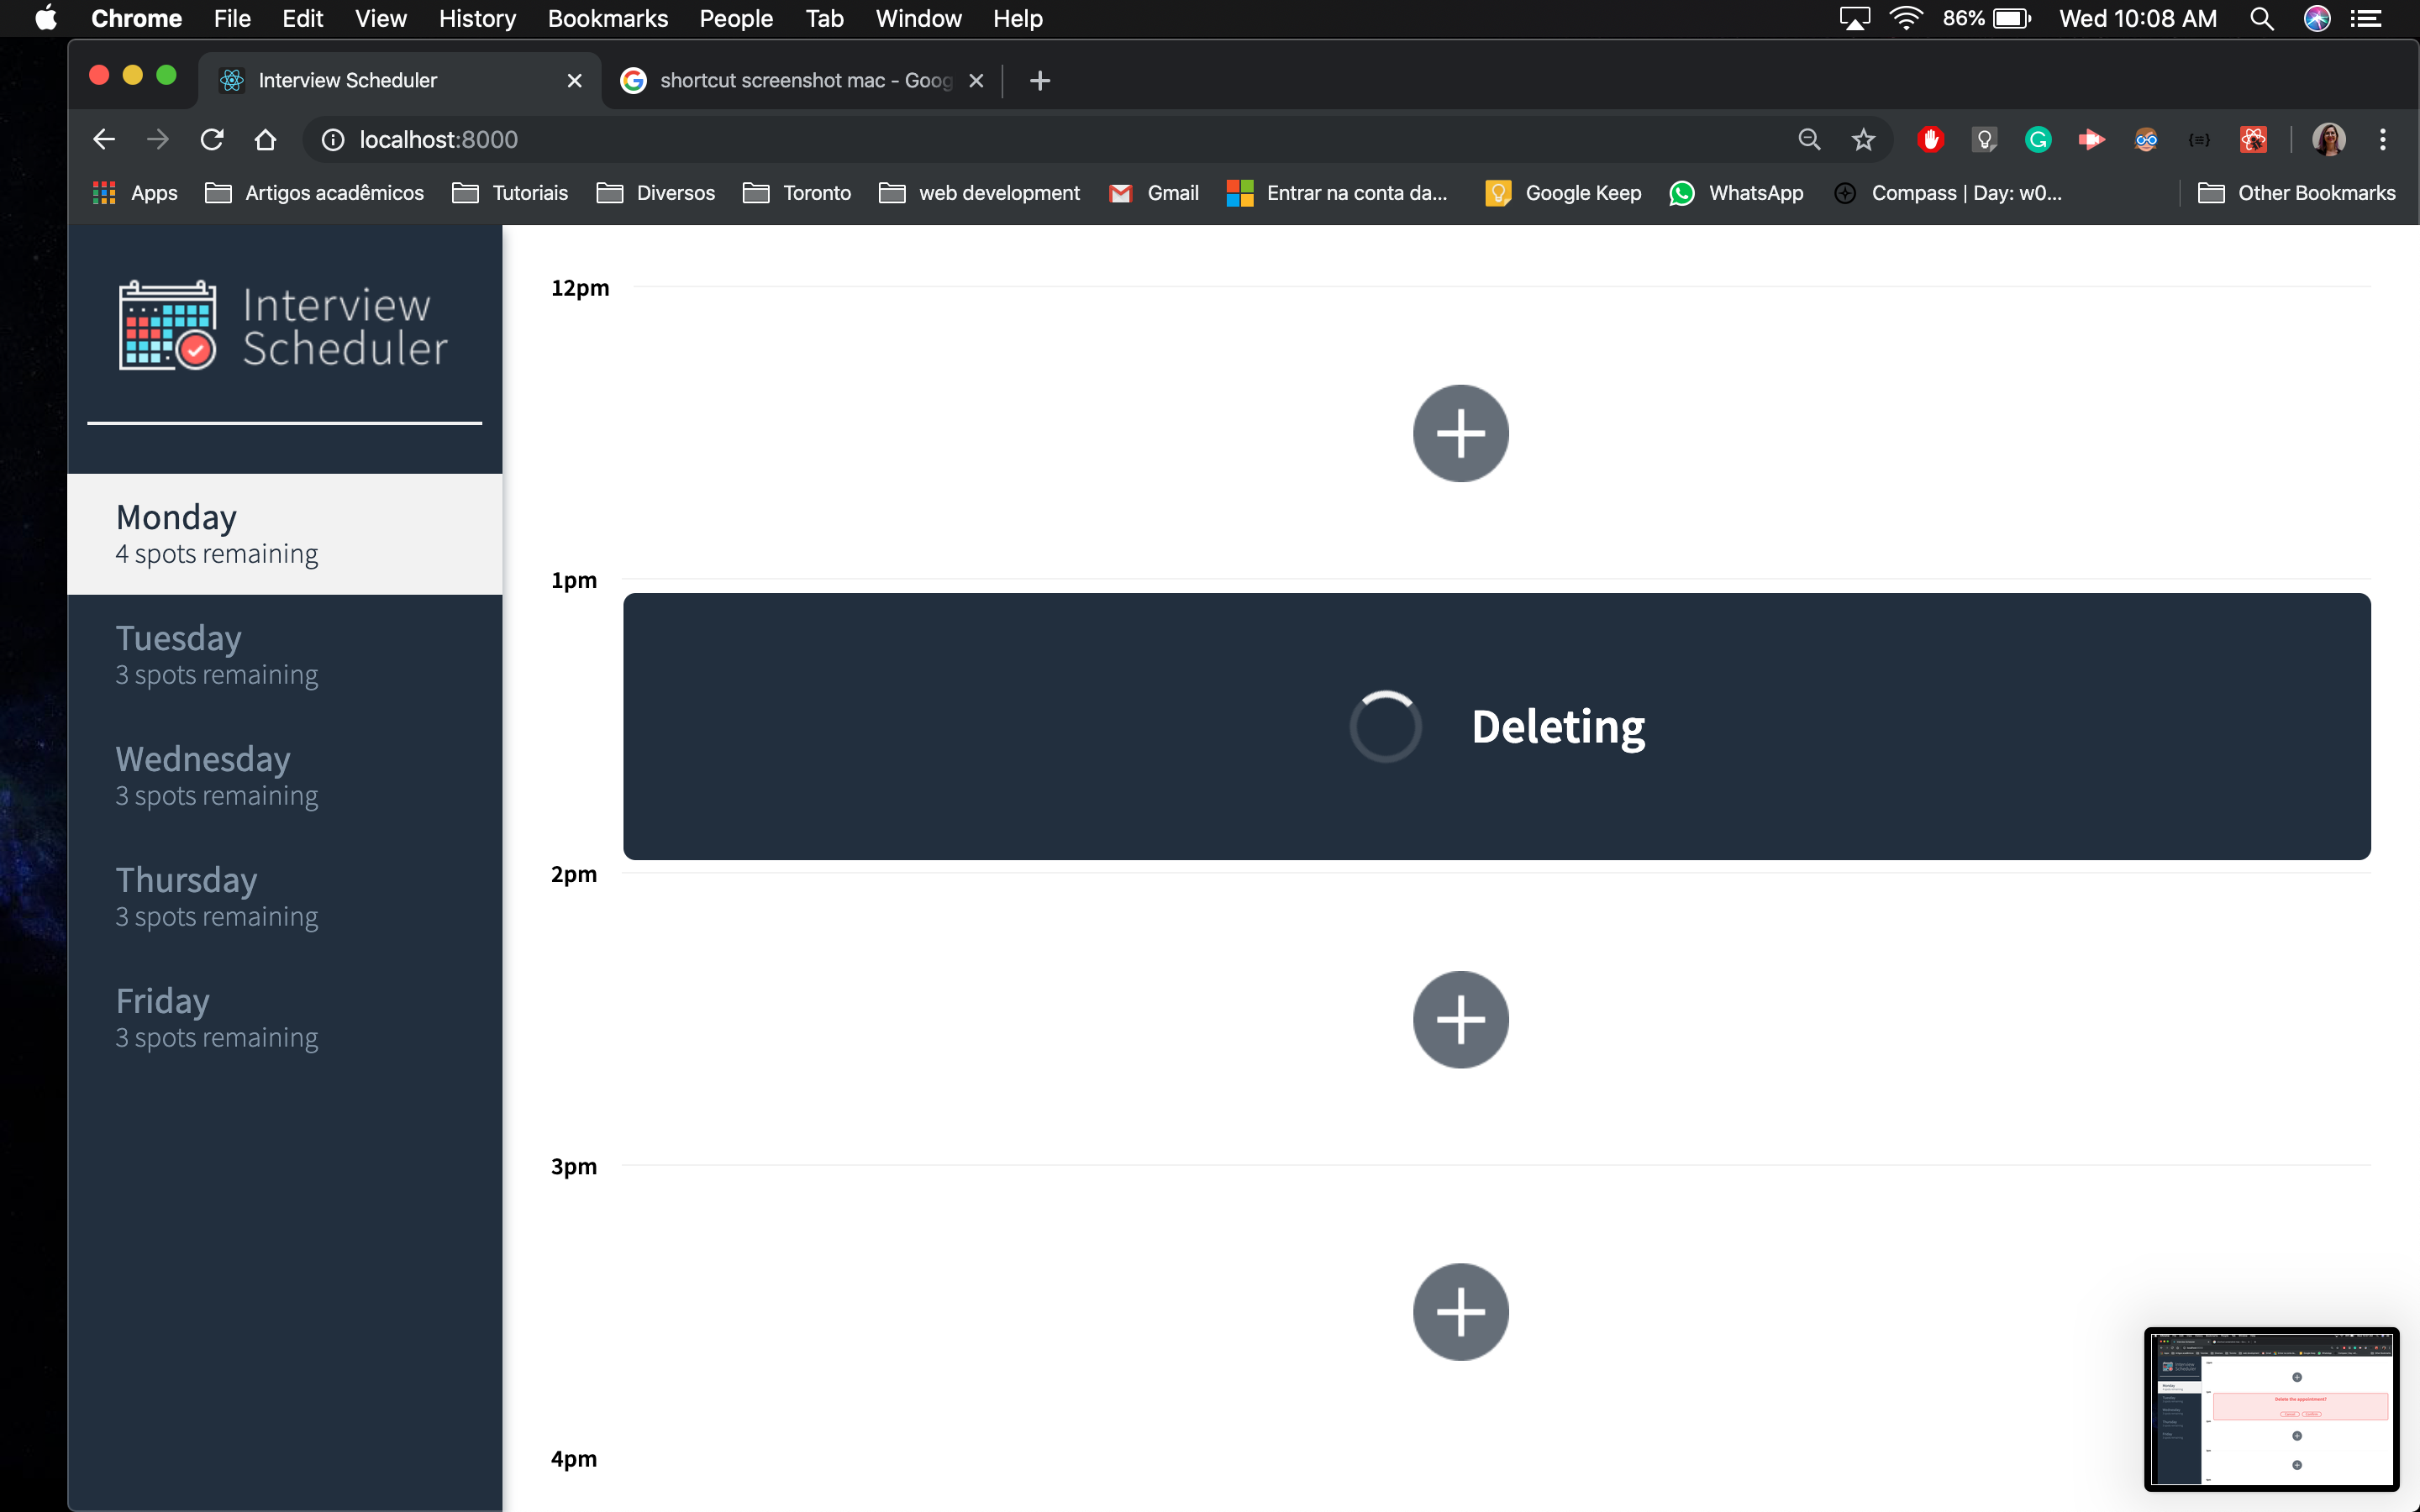 Chrome File Edit View History Bookmarks People Tab Window Help 86% Wed 10:08 AM
Interview Scheduler shortcut screenshot mac - Goog
localhost:8000
Apps Artigos acadêmicos Tutoriais Diversos Toronto web development Gmail Entrar na conta da... Google Keep WhatsApp Compass | Day: w0... Other Bookmarks
Interview
Scheduler
Monday
4 spots remaining
Tuesday
3 spots remaining
Wednesday
3 spots remaining
Thursday
3 spots remaining
Friday
3 spots remaining
12pm
1pm
Deleting
2pm
3pm
4pm
Delete the appointment?